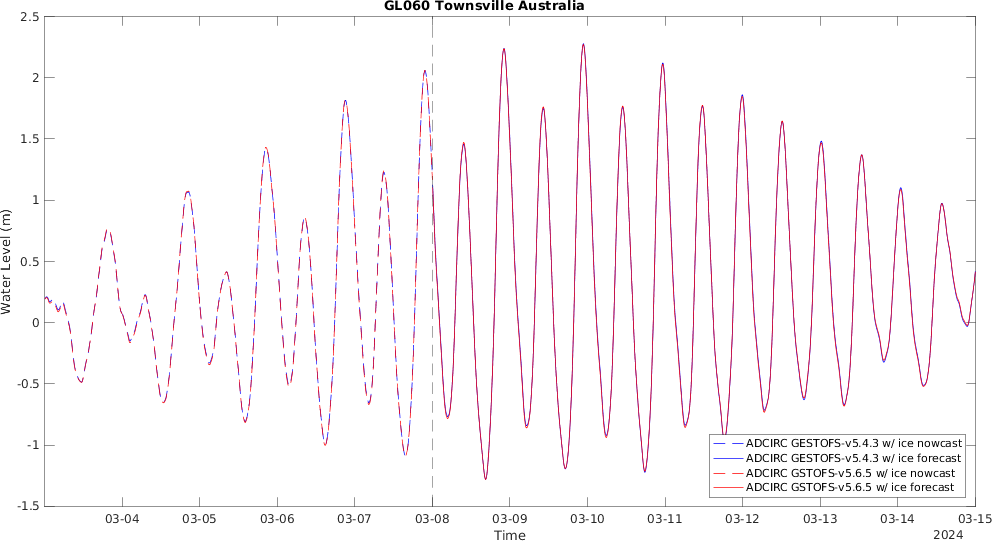 GL060 Townsville Australia
2.5
2
1.5
1
0.5
0
-0.5
-1
-1.5
Water Level (m)
ADCIRC GESTOFS-v5.4.3 w/ ice nowcast
ADCIRC GESTOFS-v5.4.3 w/ ice forecast
ADCIRC GSTOFS-v5.6.5 w/ ice nowcast
ADCIRC GSTOFS-v5.6.5 w/ ice forecast
03-04 03-05 03-06 03-07 03-08 03-09 03-10 03-11 03-12 03-13 03-14 03-15
Time
2024